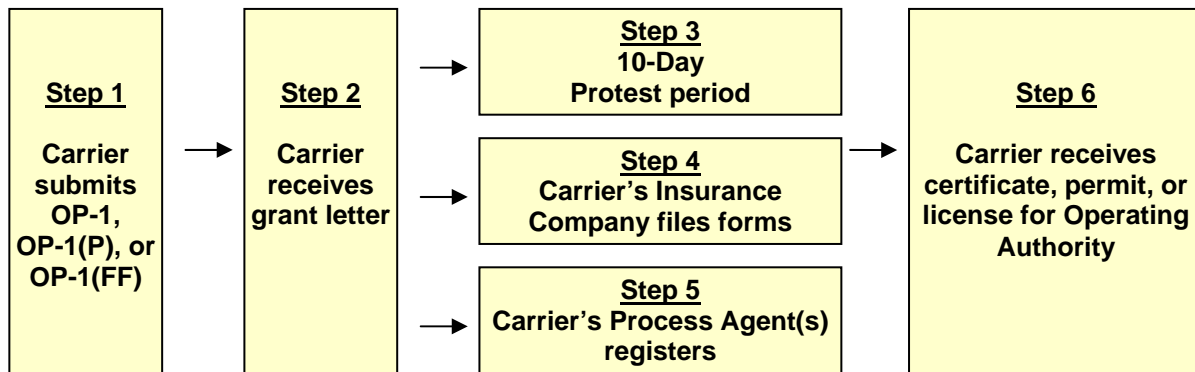 Step 1
Carrier
submits
OP-1,
OP-1(P), or
OP-1(FF)
Step 2
Carrier
receives
grant letter
Step 3
10-Day
Protest period
Step 4
Carrier's Insurance
Company files forms
Step 5
Carrier's Process Agent(s)
registers
Step 6
Carrier receives
certificate, permit, or
license for Operating
Authority